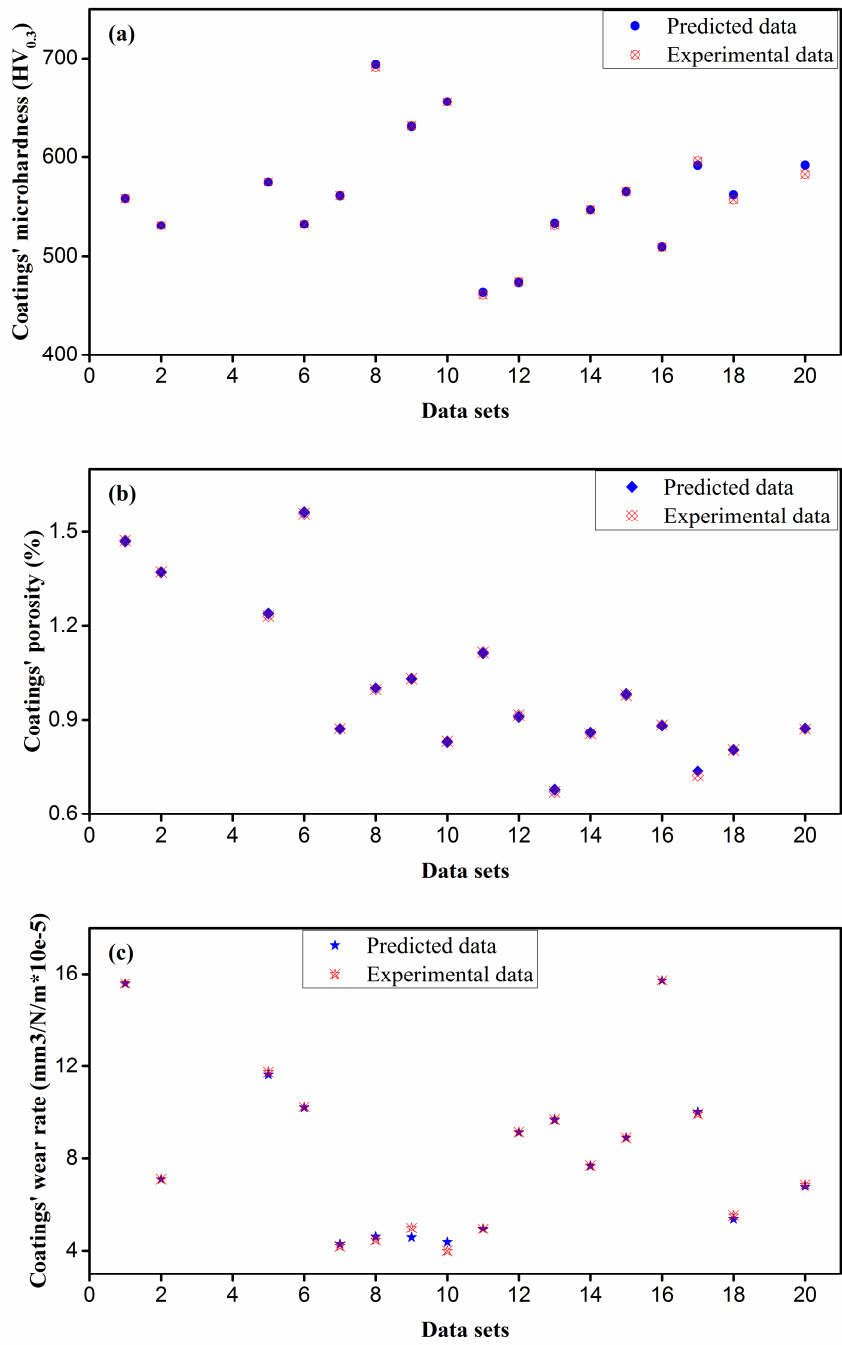 (a)
Predicted data
Experimental data
Coatings' microhardness (HV0.3)
700
600
500
400
0 2 4 6 8 10 12 14 16 18 20
Data sets
(b)
Predicted data
Experimental data
Coatings' porosity (%)
1.5
1.2
0.9
0.6
0 2 4 6 8 10 12 14 16 18 20
Data sets
(c)
Predicted data
Experimental data
Coatings' wear rate (mm3/N/m*10e-5)
16
12
8
4
0 2 4 6 8 10 12 14 16 18 20
Data sets